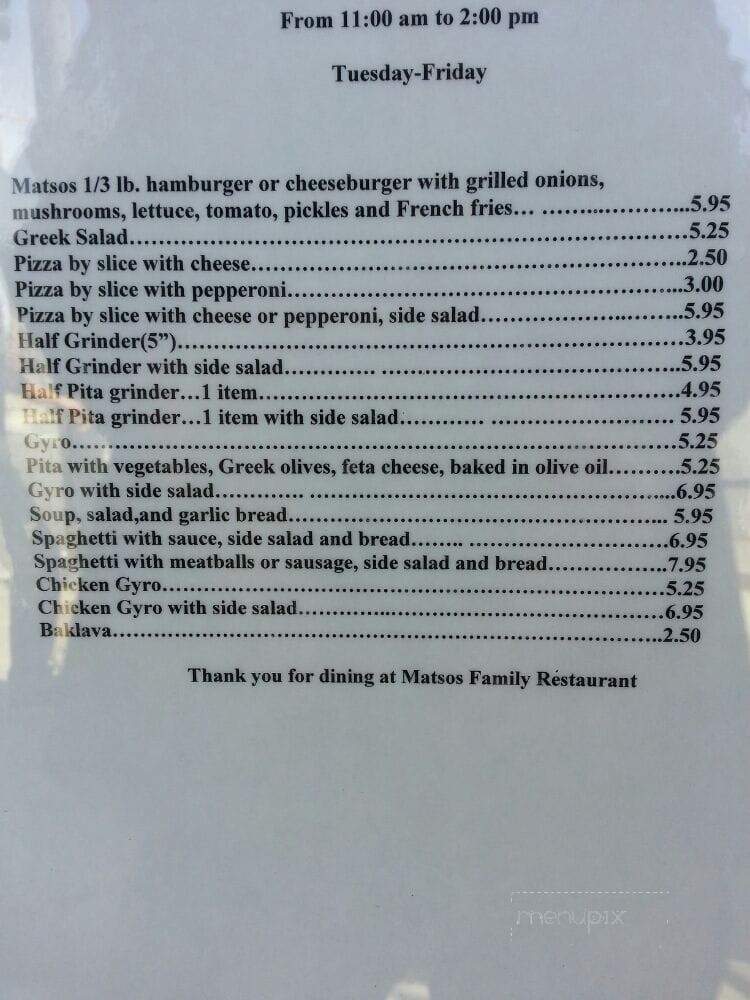 From 11:00 am to 2:00 pm
Tuesday-Friday
Matsos 1/3 lb. hamburger or cheeseburger with grilled onions,
mushrooms, lettuce, tomato, pickles and French fries... ........................5.95
Greek Salad...............................................................................5.25
Pizza by slice with cheese............................................................2.50
Pizza by slice with pepperoni.......................................................3.00
Pizza by slice with cheese or pepperoni, side salad............................5.95
Half Grinder(5”).......................................................................3.95
Half Grinder with side salad............. ..........................................5.95
Half Pita grinder...1 item...........................................................4.95
Half Pita grinder...1 item with side salad............ .......................... 5.95
Gyro......................................................................................5.25
Pita with vegetables, Greek olives, feta cheese, baked in olive oil..........5.25
Gyro with side salad............ .....................................................6.95
Soup, salad,and garlic bread...................................................... 5.95
Spaghetti with sauce, side salad and bread........ .............................6.95
Spaghetti with meatballs or sausage, side salad and bread.................7.95
Chicken Gyro..........................................................................5.25
Chicken Gyro with side salad.....................................................6.95
Baklava................................................................................2.50
Thank you for dining at Matsos Family Restaurant
menupix